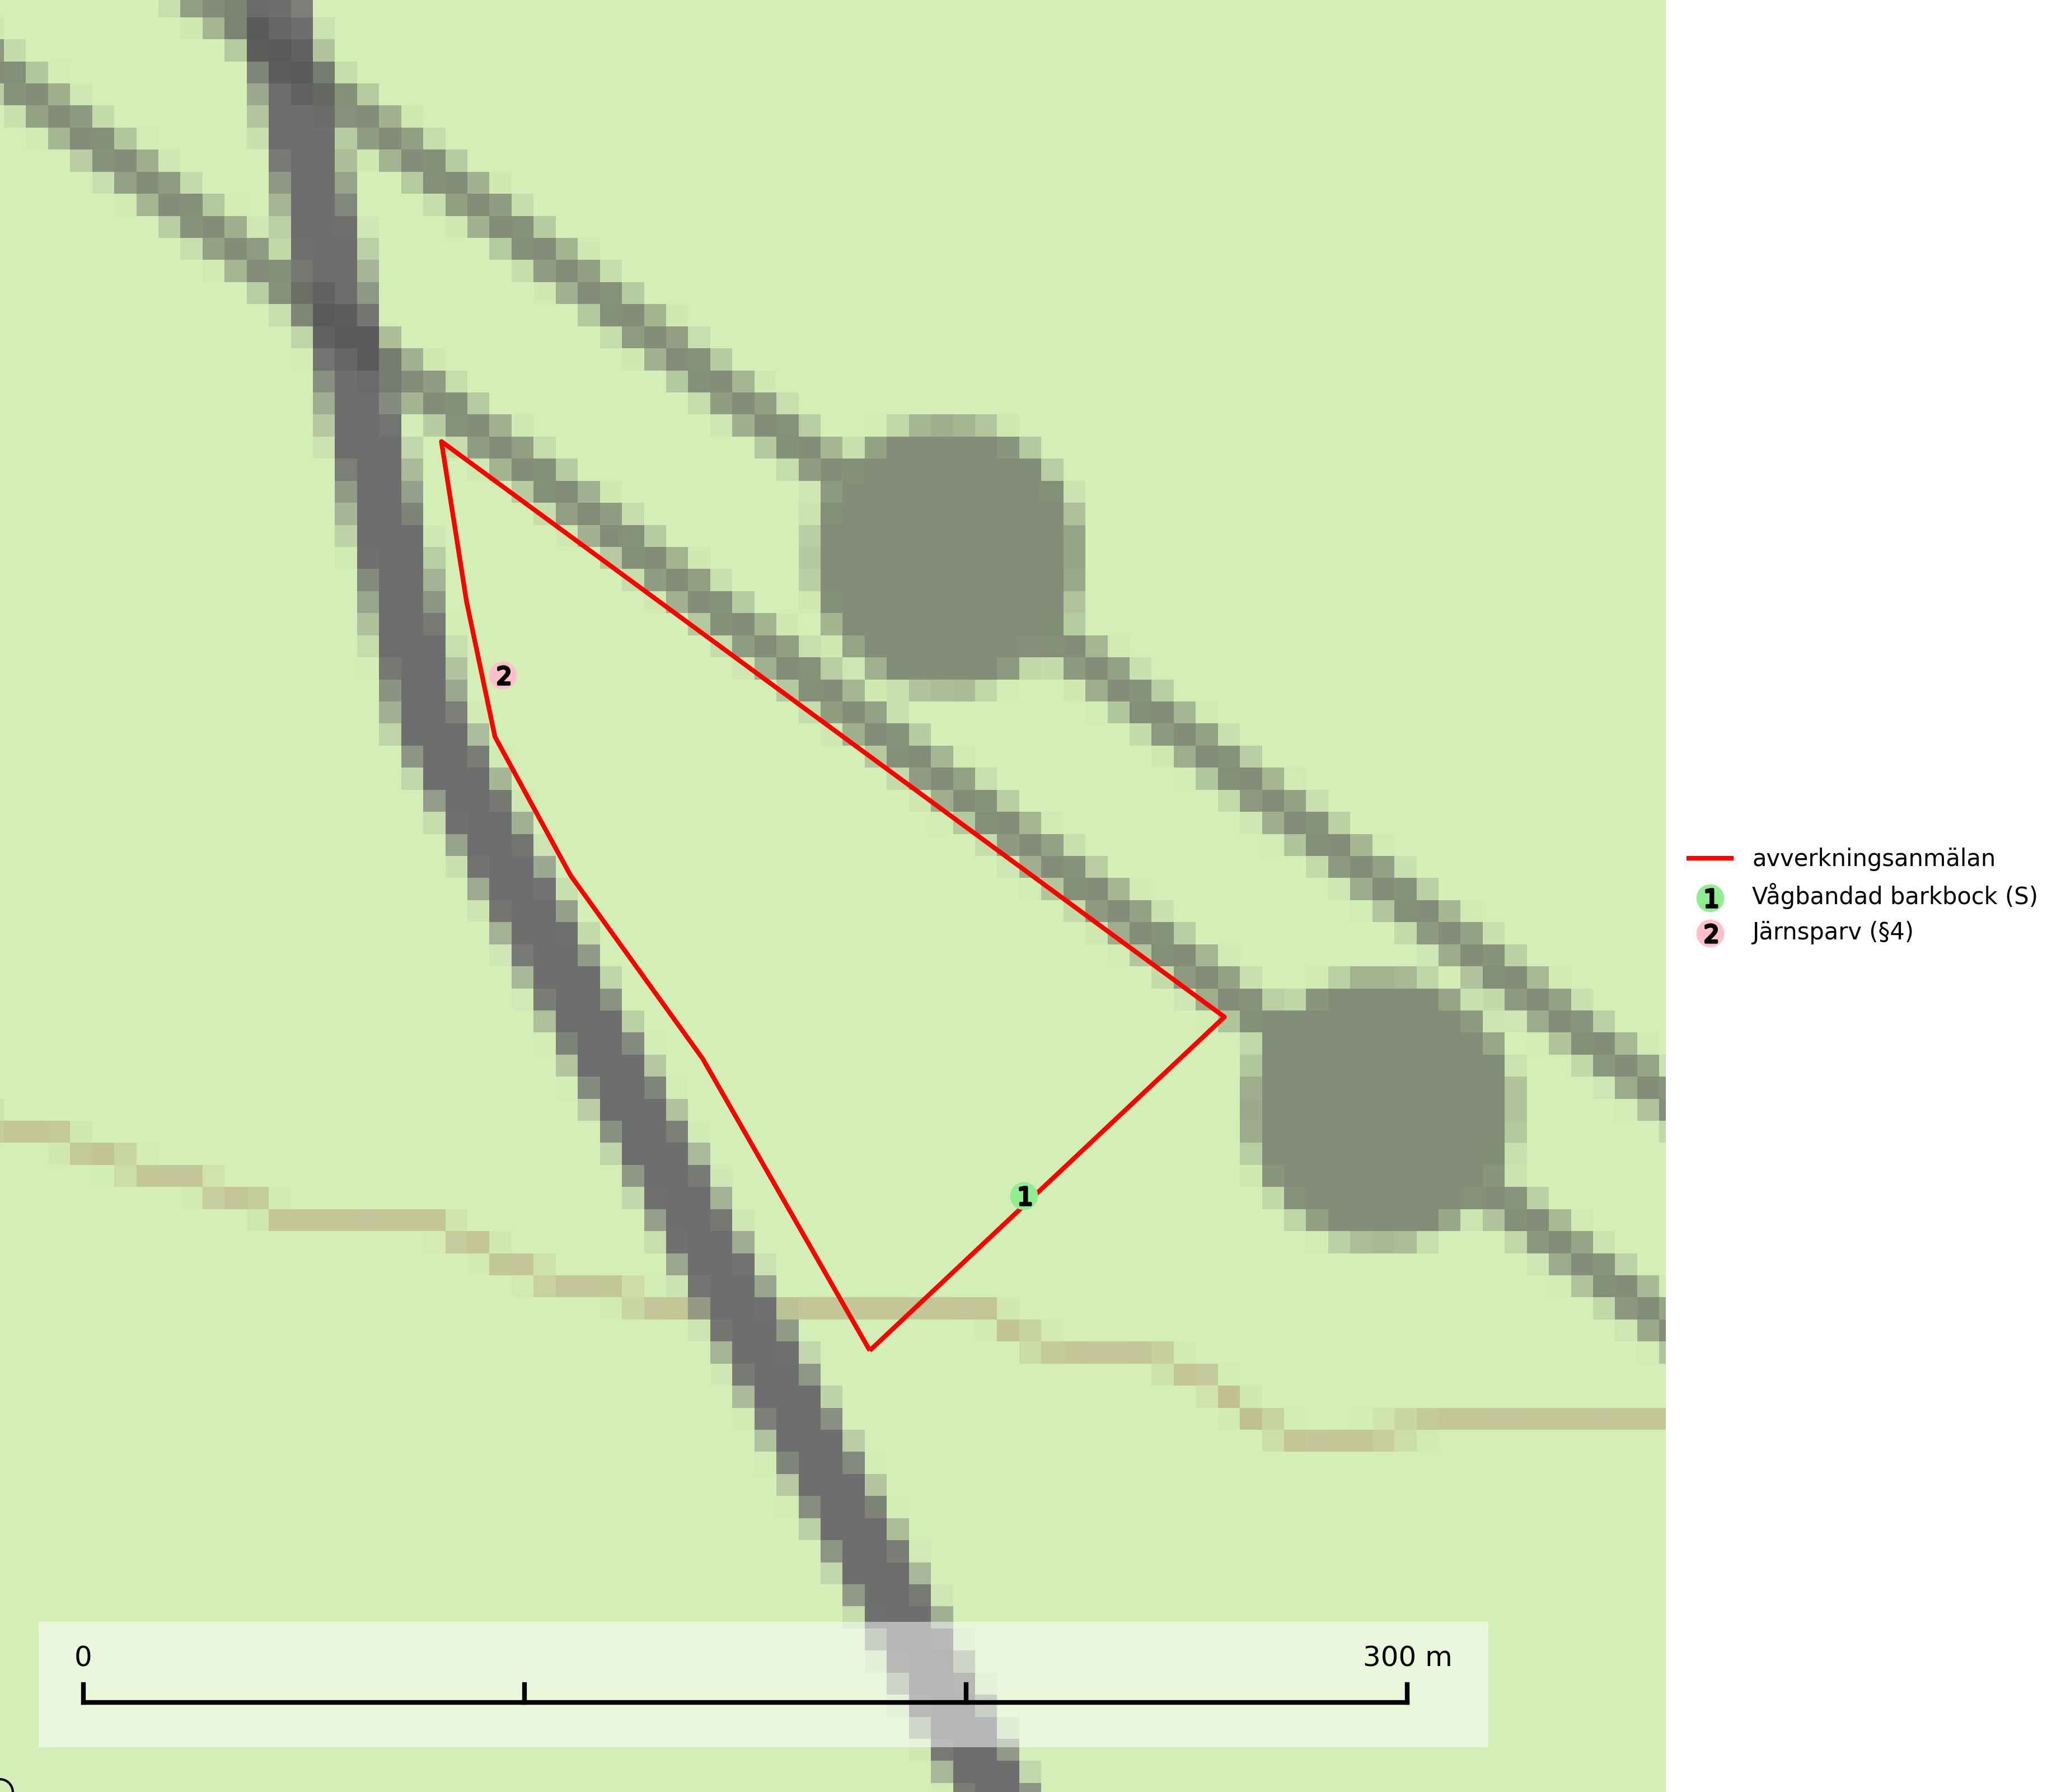 2
1
avverkningsanmälan
1 Vågbandad barkbock (S)
2 Järnsparv (§4)
0 300 m